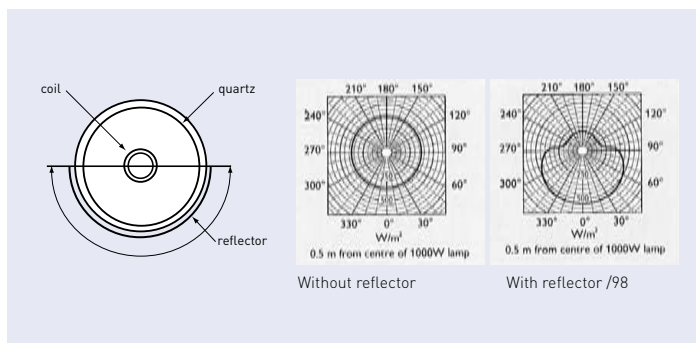 coil
quartz
reflector
210° 180° 150°
240°
120°
270°
90°
300°
60°
330° 0° 30°
W/m²
0.5 m from centre of 1000W lamp
Without reflector
210° 180° 150°
240°
120°
270°
90°
300°
60°
500
330° 0° 30°
W/m²
0.5 m from centre of 1000W lamp
With reflector /98